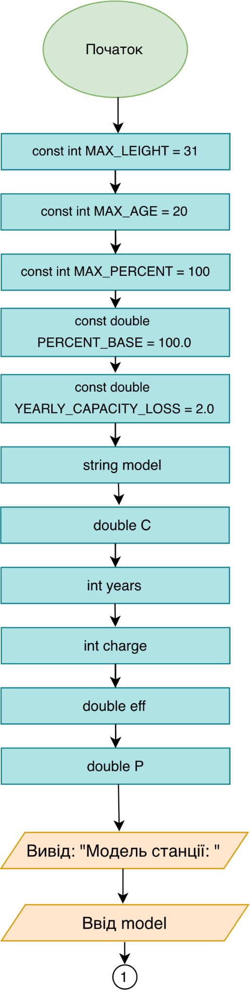 Початок
const int MAX_LEIGHT = 31
const int MAX_AGE = 20
const int MAX_PERCENT = 100
const double
PERCENT_BASE = 100.0
const double
YEARLY_CAPACITY_LOSS = 2.0
string model
double C
int years
int charge
double eff
double P
Вивід: "Модель станції: "
Ввід model
1